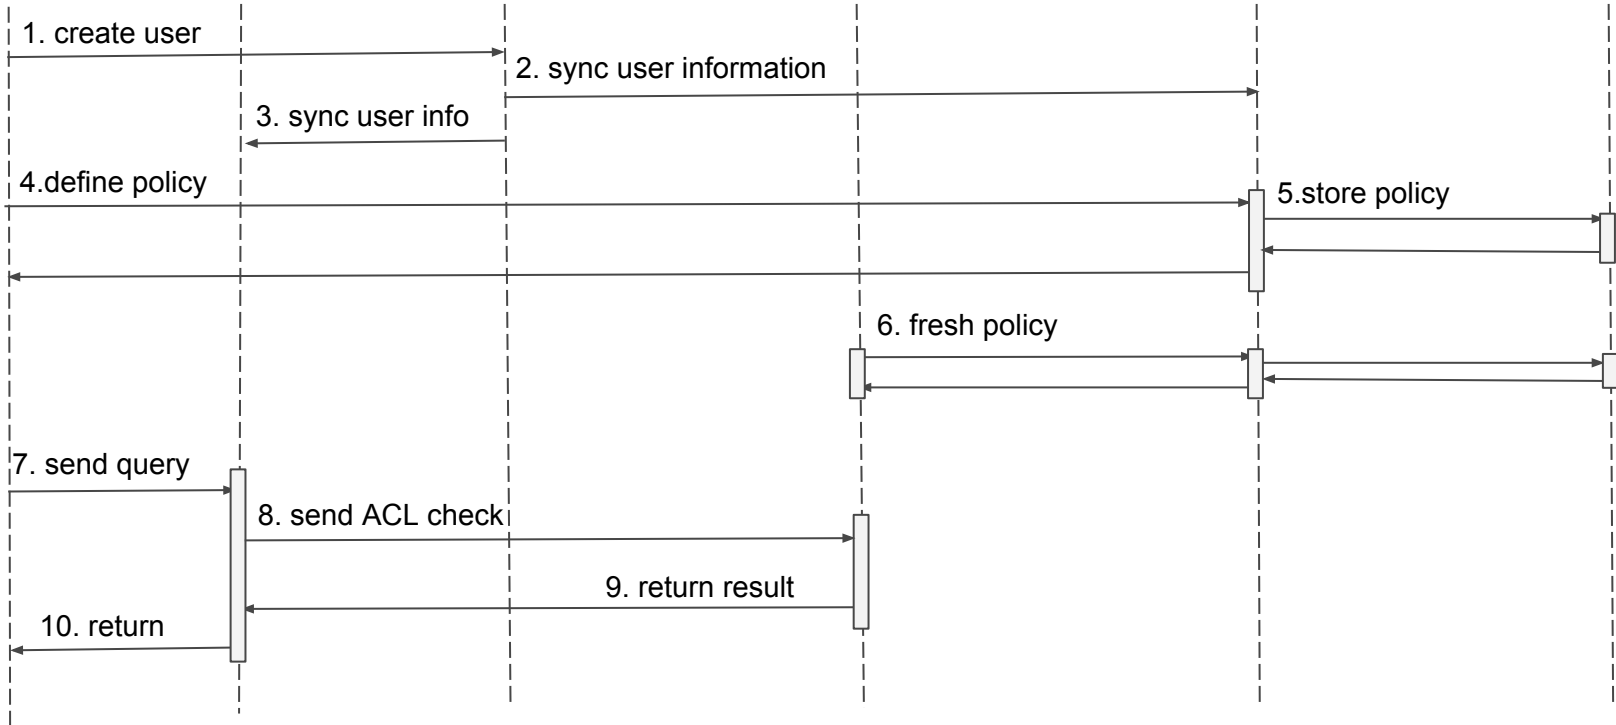 1. create user
2. sync user information
3. sync user info
4.define policy
5.store policy
6. fresh policy
7. send query
8. send ACL check
9. return result
10. return